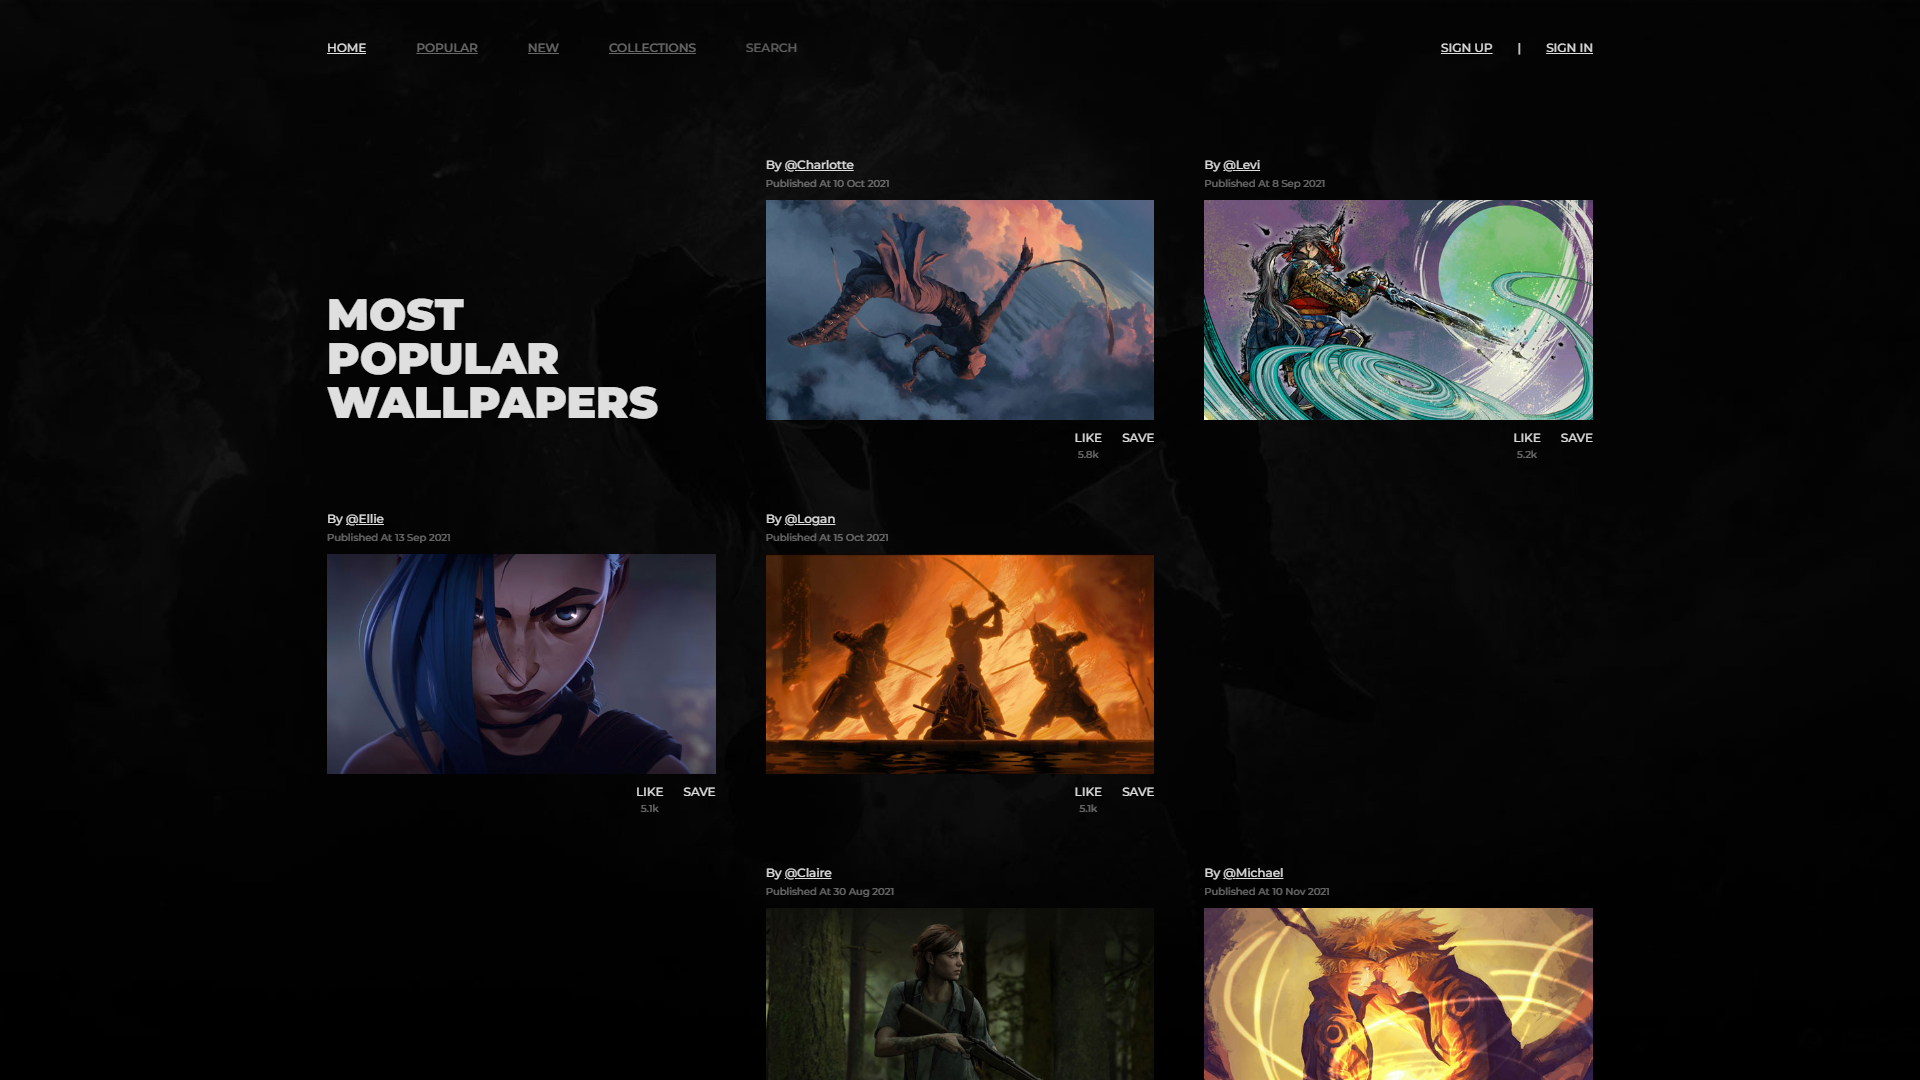 HOME POPULAR NEW COLLECTIONS SEARCH SIGN UP | SIGN IN
MOST
POPULAR
WALLPAPERS
By @Charlotte
Published At 10 Oct 2021
LIKE SAVE
5.8k
By @Levi
Published At 8 Sep 2021
LIKE SAVE
5.2k
By @Ellie
Published At 13 Sep 2021
LIKE SAVE
5.1k
By @Logan
Published At 15 Oct 2021
LIKE SAVE
5.1k
By @Claire
Published At 30 Aug 2021
By @Michael
Published At 10 Nov 2021